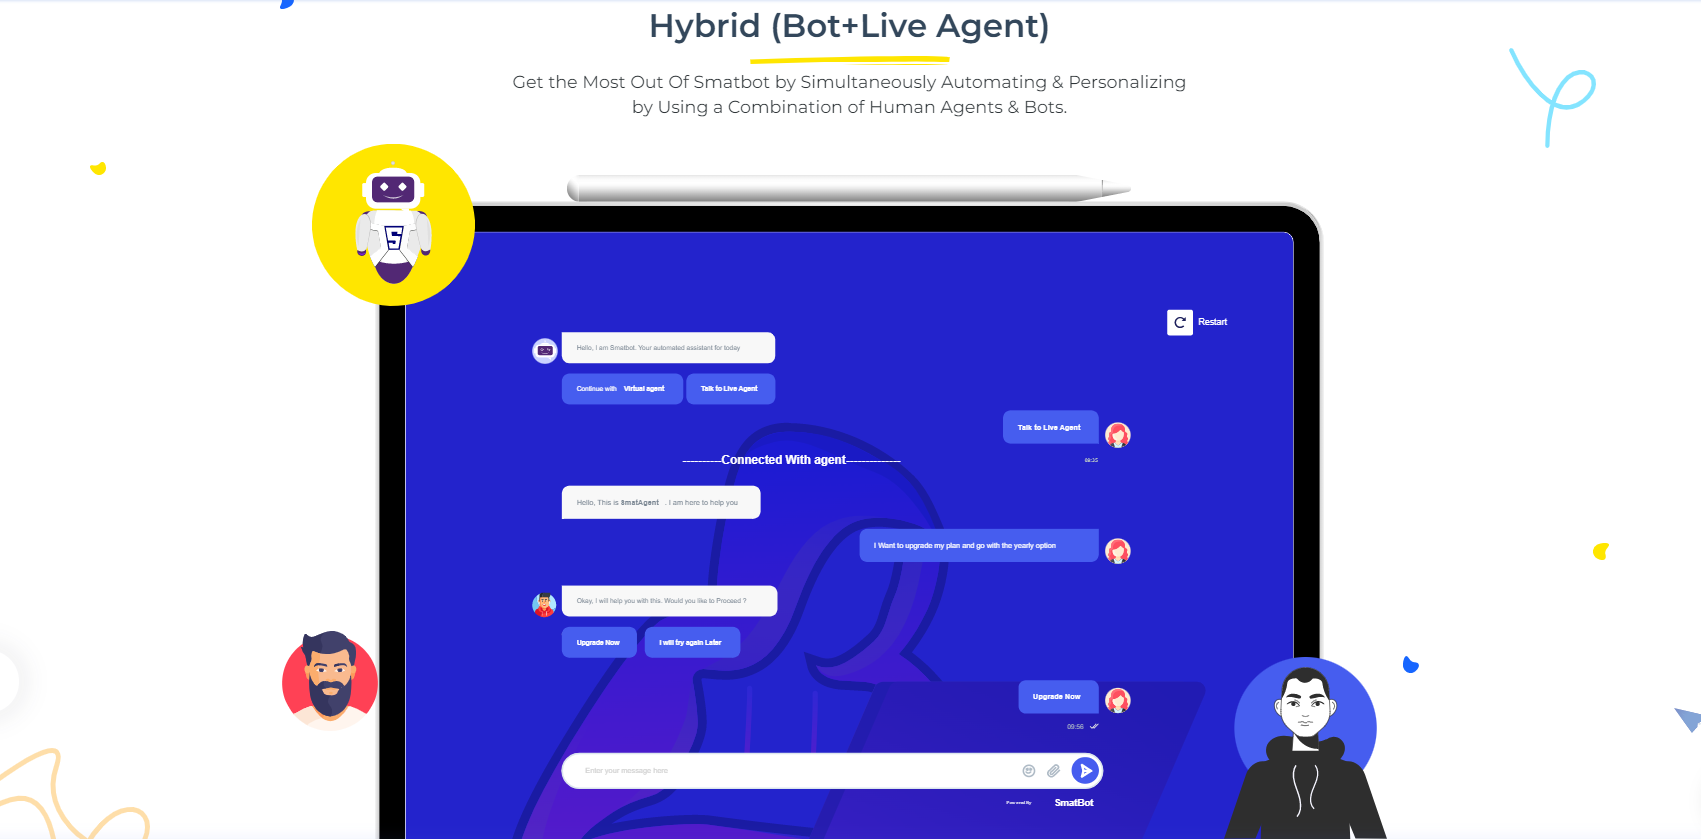 Hybrid (Bot+Live Agent)
Get the Most Out Of Smatbot by Simultaneously Automating & Personalizing
by Using a Combination of Human Agents & Bots.
Restart
Hello, I am Smatbot. Your automated assistant for today
Continue with Virtual agent
Talk to Live Agent
Talk to Live Agent
08:35
----------Connected With agent--------------
Hello, This is SmatAgent . I am here to help you
I Want to upgrade my plan and go with the yearly option
Okay, I will help you with this. Would you like to Proceed ?
Upgrade Now
I will try again Later
Upgrade Now
09:56
Enter your message here
Powered By SmatBot